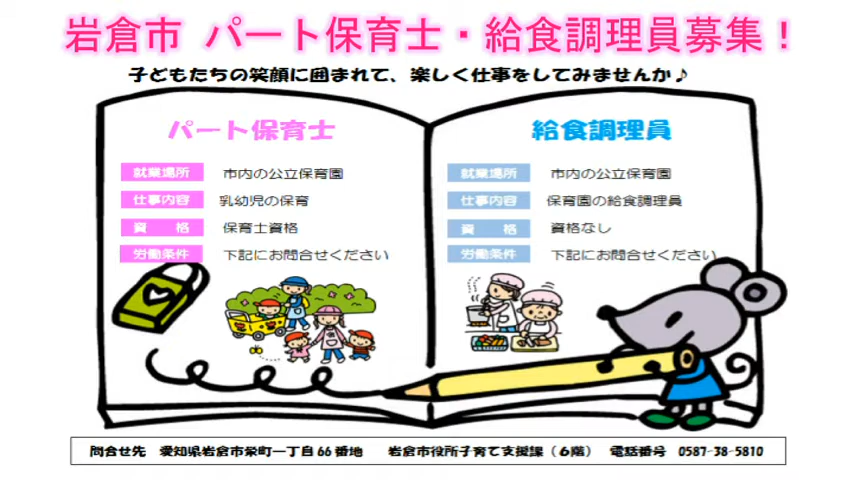 岩倉市 パート保育士・給食調理員募集！
子どもたちの笑顔に囲まれて、楽しく仕事をしてみませんか♪
パート保育士
就業場所 市内の公立保育園
仕事内容 乳幼児の保育
資 格 保育士資格
労働条件 下記にお問合せください
給食調理員
就業場所 市内の公立保育園
仕事内容 保育園の給食調理員
資 格 資格なし
労働条件 下記にお問合せください
問合せ先 愛知県岩倉市栄町一丁目66番地 岩倉市役所子育て支援課（６階） 電話番号 0587-38-5810